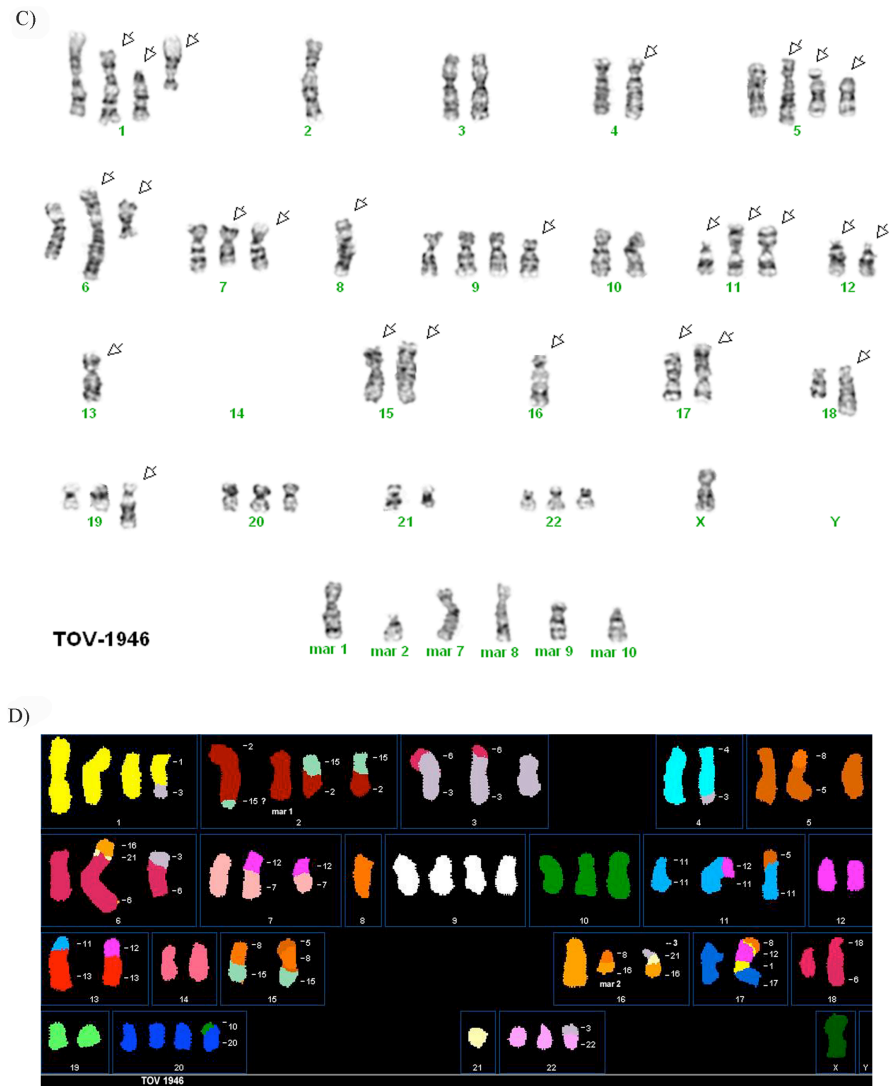 C)
1 2 3 4 5
6 7 8 9 10 11 12
13 14 15 16 17 18
19 20 21 22 X Y
TOV-1946
mar 1 mar 2 mar 7 mar 8 mar 9 mar 10
D)
-1 -3 1
-2 -15 ? mar 1 -15 -2 -15 -2 2
-6 -3 -6 -3 3
-4 -3 4
-8 -5 5
-16 -21 -6 -3 -6 6
-12 -7 -12 -7 7
8
9
10
-11 -11 -12 -11 -5 -11 11
12
-11 -13 -12 -13 13
14
-8 -15 -5 -8 -15 15
-8 -16 mar 2 -3 -21 -16 16
-8 -12 -1 -17 17
-18 -6 18
19
-10 -20 20
21
-3 -22 22
X Y
TOV 1946